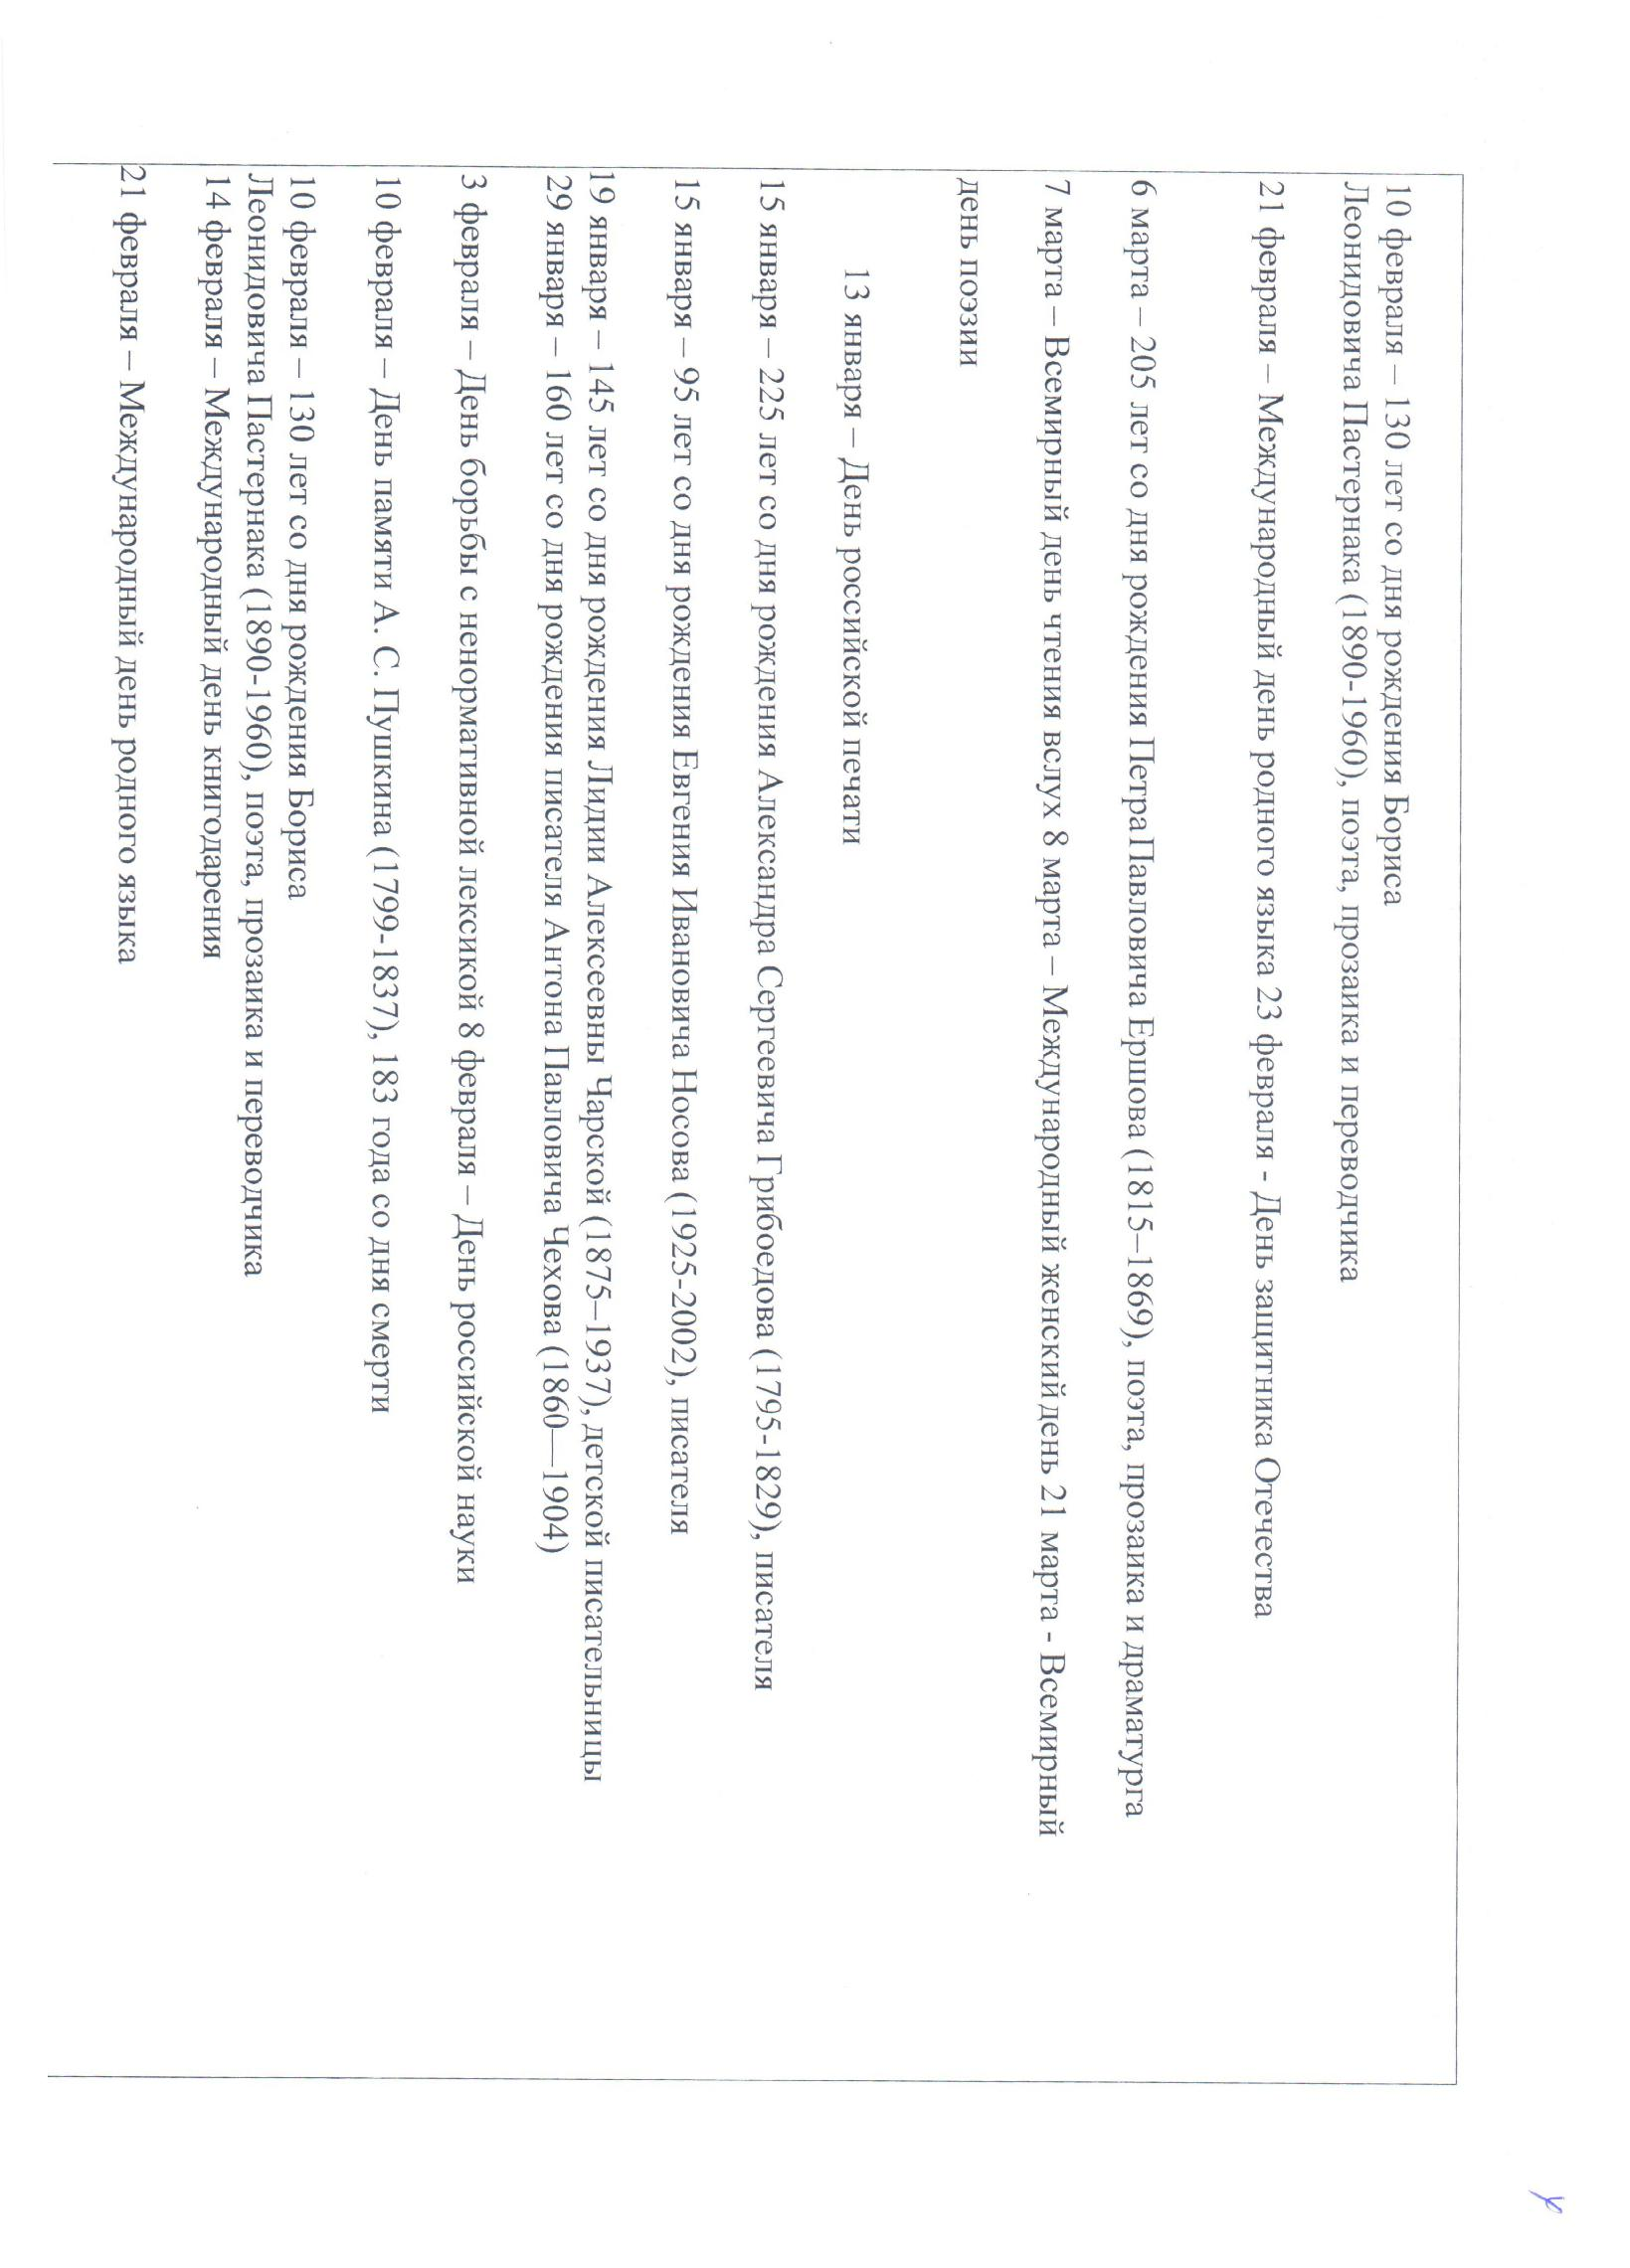 10 февраля – 130 лет со дня рождения Бориса
Леонидовича Пастернака (1890-1960), поэта, прозаика и переводчика
21 февраля – Международный день родного языка 23 февраля - День защитника Отечества
6 марта – 205 лет со дня рождения Петра Павловича Ершова (1815–1869), поэта, прозаика и драматурга
7 марта – Всемирный день чтения вслух 8 марта – Международный женский день 21 марта - Всемирный
день поэзии
13 января – День российской печати
15 января – 225 лет со дня рождения Александра Сергеевича Грибоедова (1795-1829), писателя
15 января – 95 лет со дня рождения Евгения Ивановича Носова (1925-2002), писателя
19 января – 145 лет со дня рождения Лидии Алексеевны Чарской (1875–1937), детской писательницы
29 января – 160 лет со дня рождения писателя Антона Павловича Чехова (1860—1904)
3 февраля – День борьбы с ненормативной лексикой 8 февраля – День российской науки
10 февраля – День памяти А. С. Пушкина (1799-1837), 183 года со дня смерти
10 февраля – 130 лет со дня рождения Бориса
Леонидовича Пастернака (1890-1960), поэта, прозаика и переводчика
14 февраля – Международный день книгодарения
21 февраля – Международный день родного языка